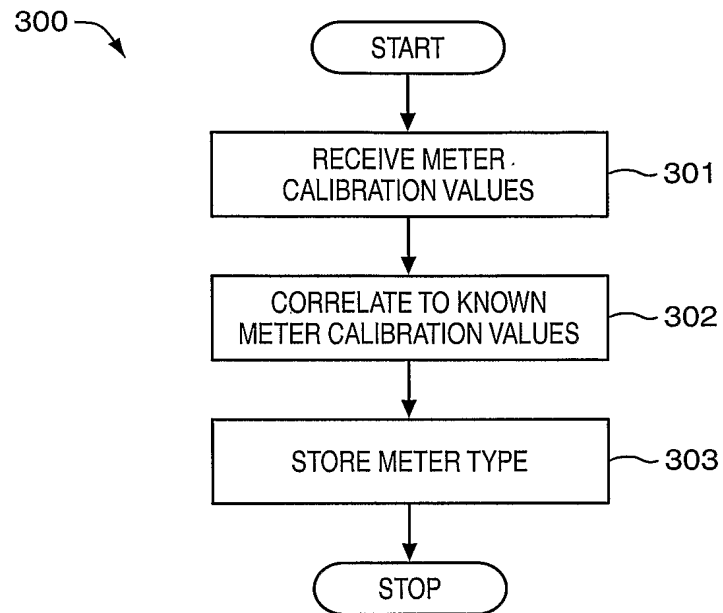 300
START
RECEIVE METER
CALIBRATION VALUES
301
CORRELATE TO KNOWN
METER CALIBRATION VALUES
302
STORE METER TYPE
303
STOP